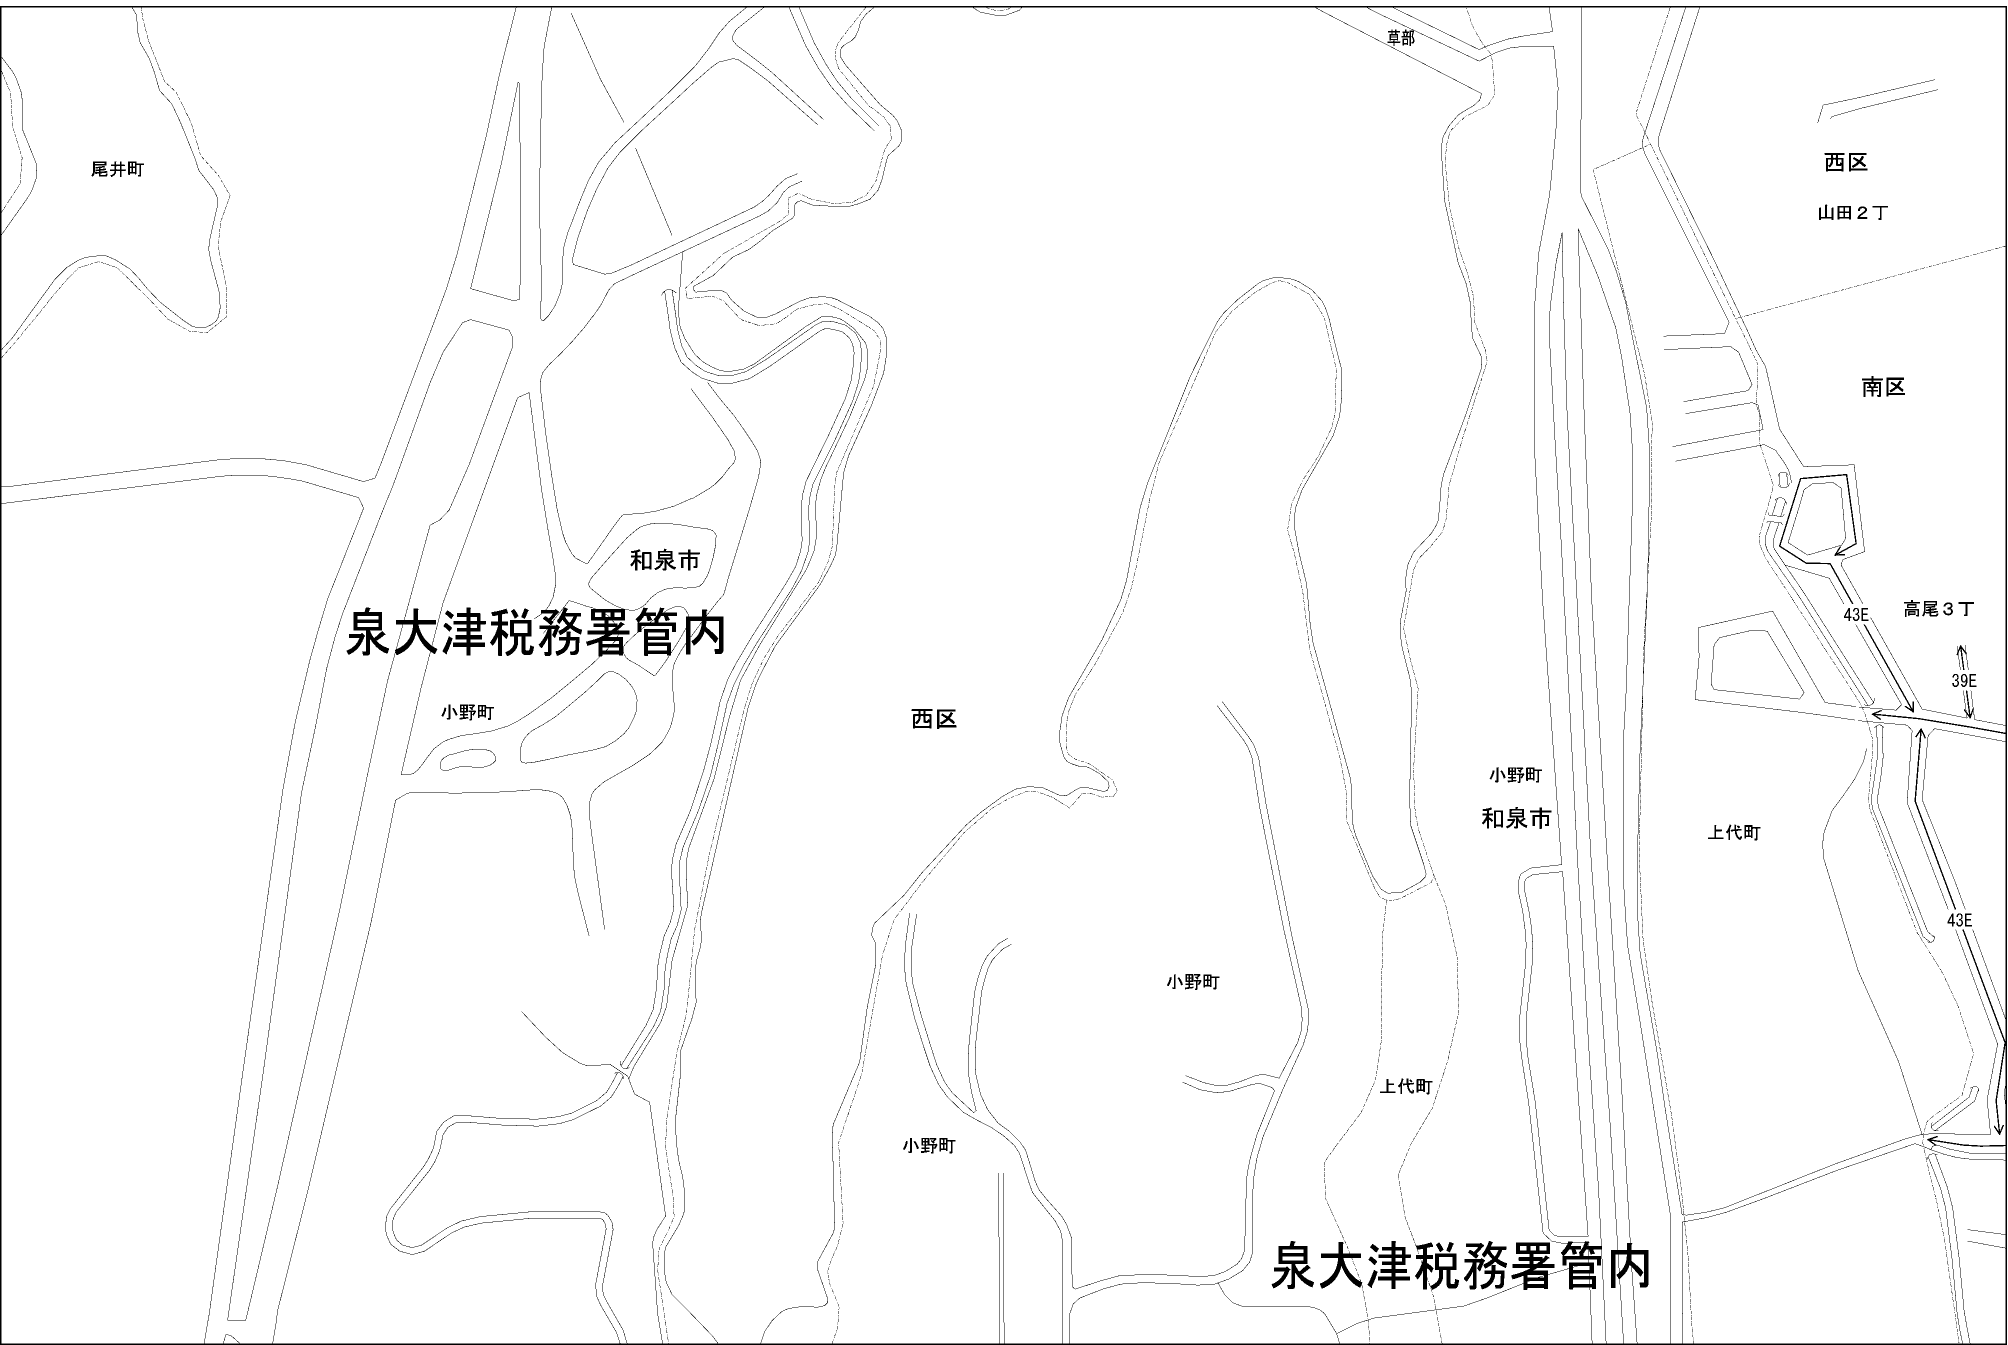 草部
尾井町
西区
山田２丁
南区
和泉市
高尾３丁
43E
泉大津税務署管内
39E
小野町
西区
小野町
和泉市
上代町
43E
小野町
上代町
小野町
泉大津税務署管内